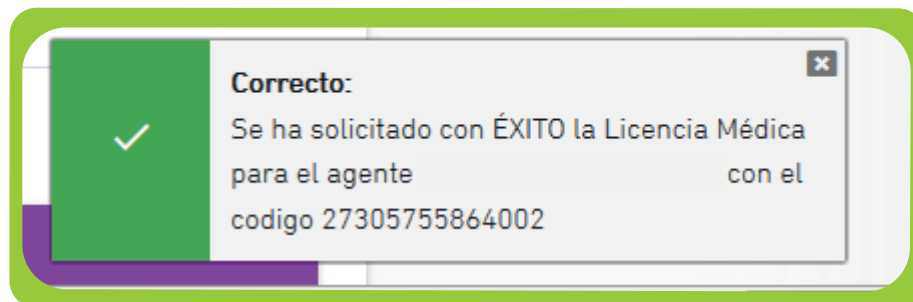 Correcto:
Se ha solicitado con ÉXITO la Licencia Médica
para el agente con el
codigo 27305755864002